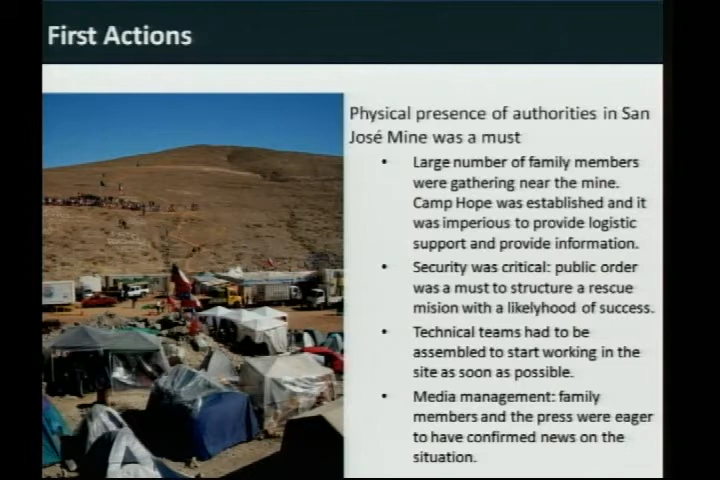 First Actions
Physical presence of authorities in San
José Mine was a must
• Large number of family members
were gathering near the mine.
Camp Hope was established and it
was imperious to provide logistic
support and provide information.
• Security was critical: public order
was a must to structure a rescue
mision with a likelyhood of success.
• Technical teams had to be
assembled to start working in the
site as soon as possible.
• Media management: family
members and the press were eager
to have confirmed news on the
situation.